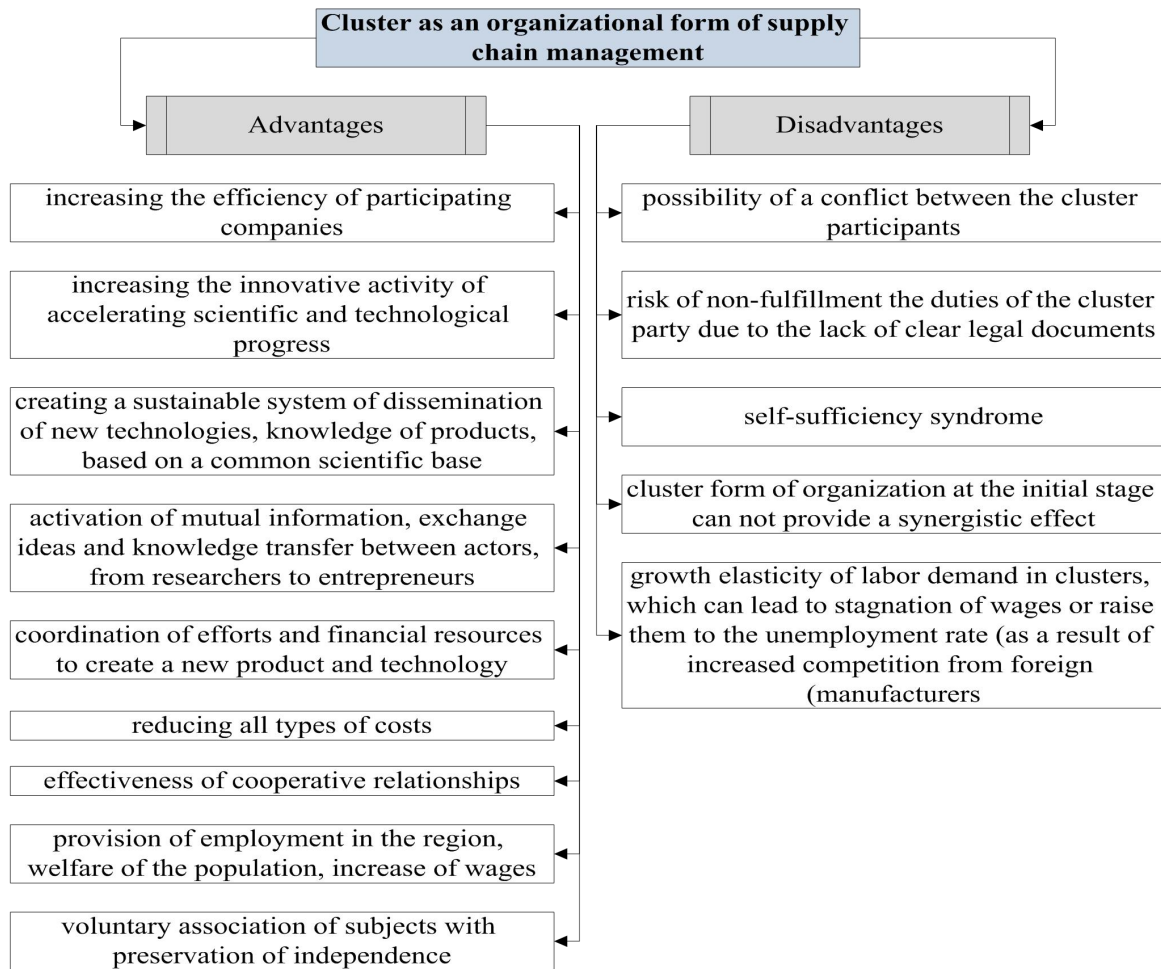 Cluster as an organizational form of supply
chain management
Advantages
increasing the efficiency of participating
companies
increasing the innovative activity of
accelerating scientific and technological
progress
creating a sustainable system of dissemination
of new technologies, knowledge of products,
based on a common scientific base
activation of mutual information, exchange
ideas and knowledge transfer between actors,
from researchers to entrepreneurs
coordination of efforts and financial resources
to create a new product and technology
reducing all types of costs
effectiveness of cooperative relationships
provision of employment in the region,
welfare of the population, increase of wages
voluntary association of subjects with
preservation of independence
Disadvantages
possibility of a conflict between the cluster
participants
risk of non-fulfillment the duties of the cluster
party due to the lack of clear legal documents
self-sufficiency syndrome
cluster form of organization at the initial stage
can not provide a synergistic effect
growth elasticity of labor demand in clusters,
which can lead to stagnation of wages or raise
them to the unemployment rate (as a result of
increased competition from foreign
(manufacturers